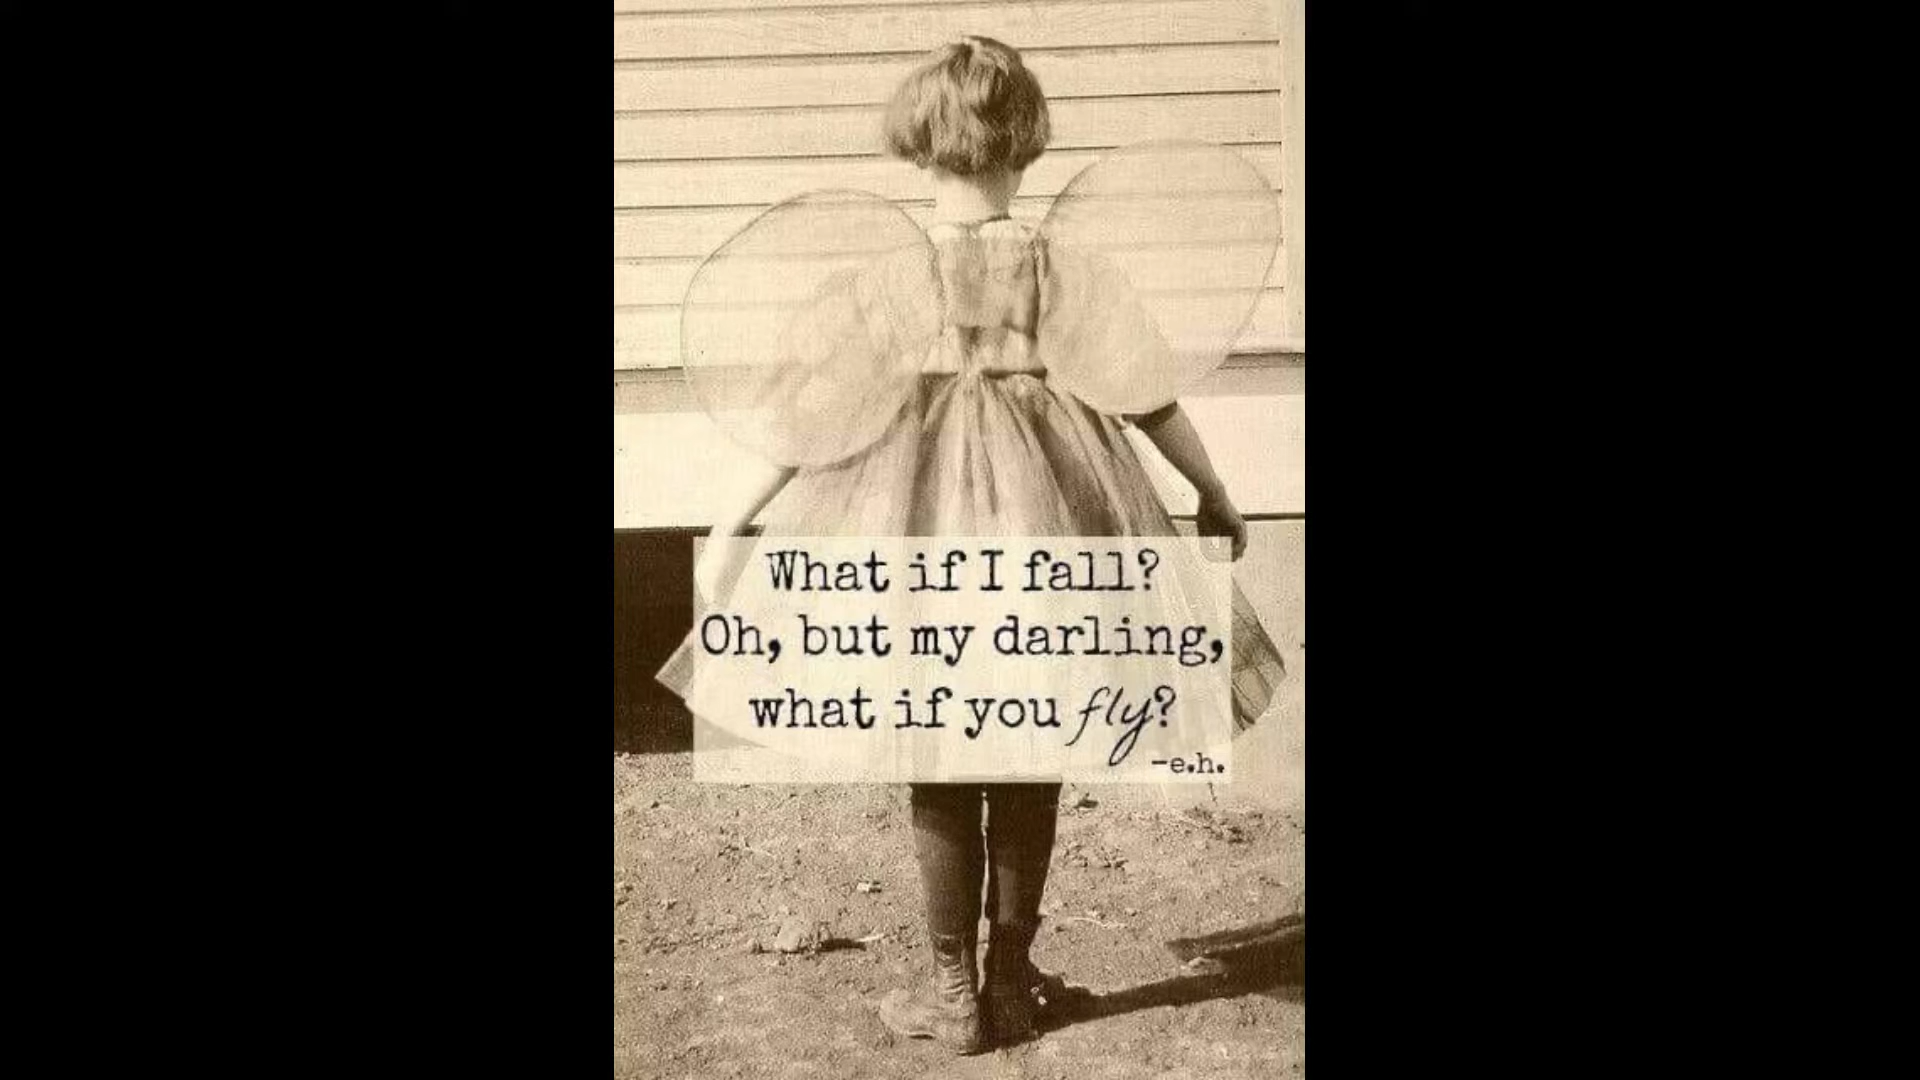 What if I fall?
Oh, but my darling,
what if you fly?
-e.h.